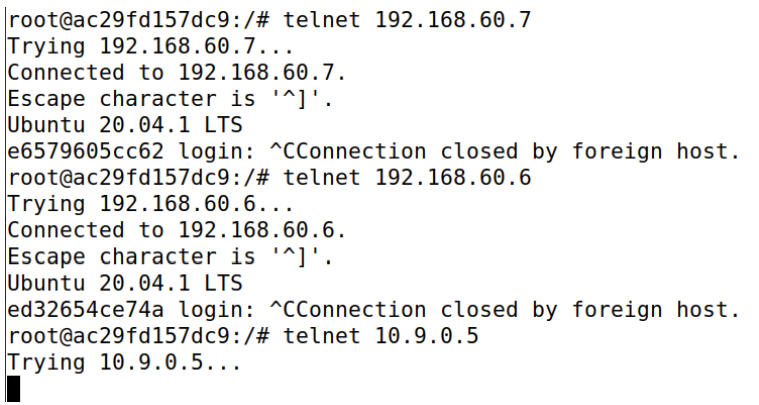 root@ac29fd157dc9:/# telnet 192.168.60.7
Trying 192.168.60.7...
Connected to 192.168.60.7.
Escape character is '^]'.
Ubuntu 20.04.1 LTS
e6579605cc62 login: ^CConnection closed by foreign host.
root@ac29fd157dc9:/# telnet 192.168.60.6
Trying 192.168.60.6...
Connected to 192.168.60.6.
Escape character is '^]'.
Ubuntu 20.04.1 LTS
ed32654ce74a login: ^CConnection closed by foreign host.
root@ac29fd157dc9:/# telnet 10.9.0.5
Trying 10.9.0.5...